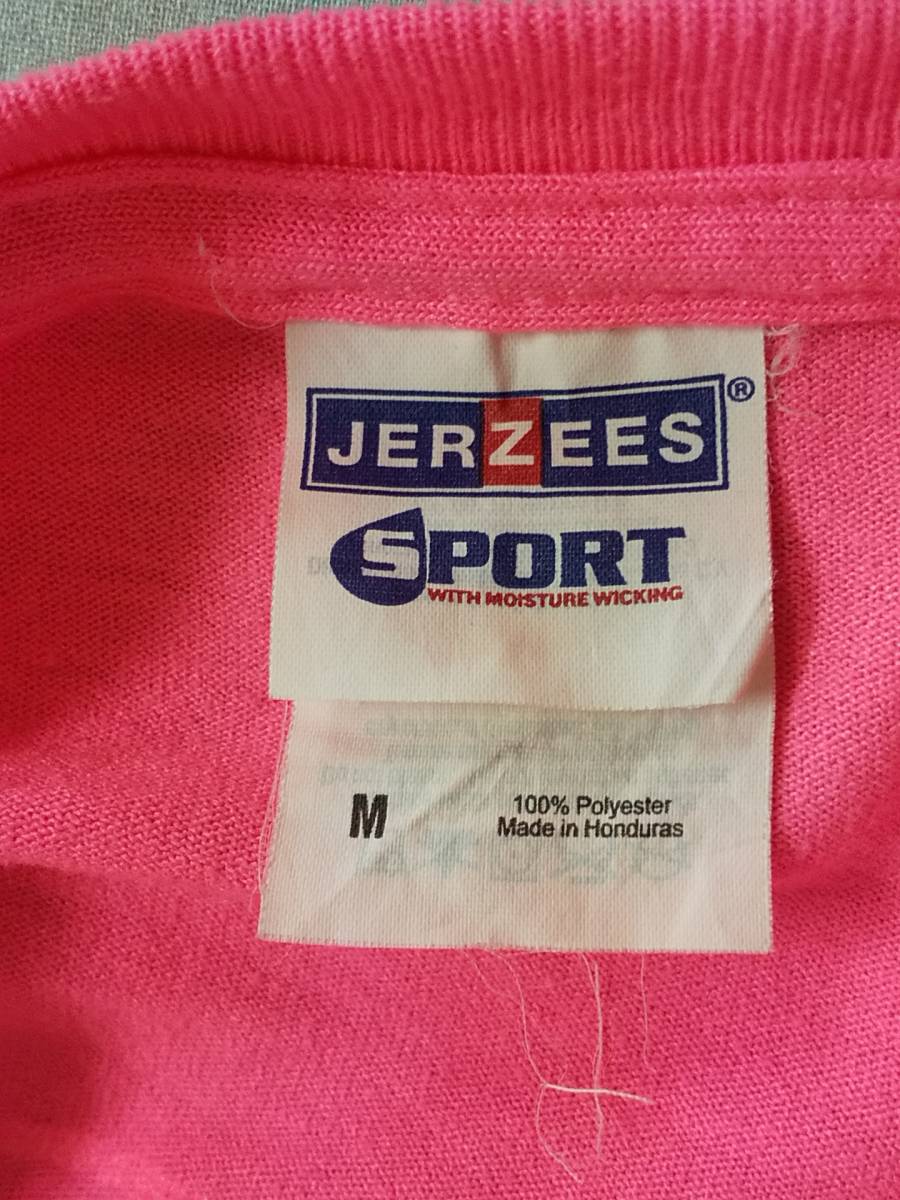 JERZEES®
SPORT
WITH MOISTURE WICKING
M
100% Polyester
Made in Honduras